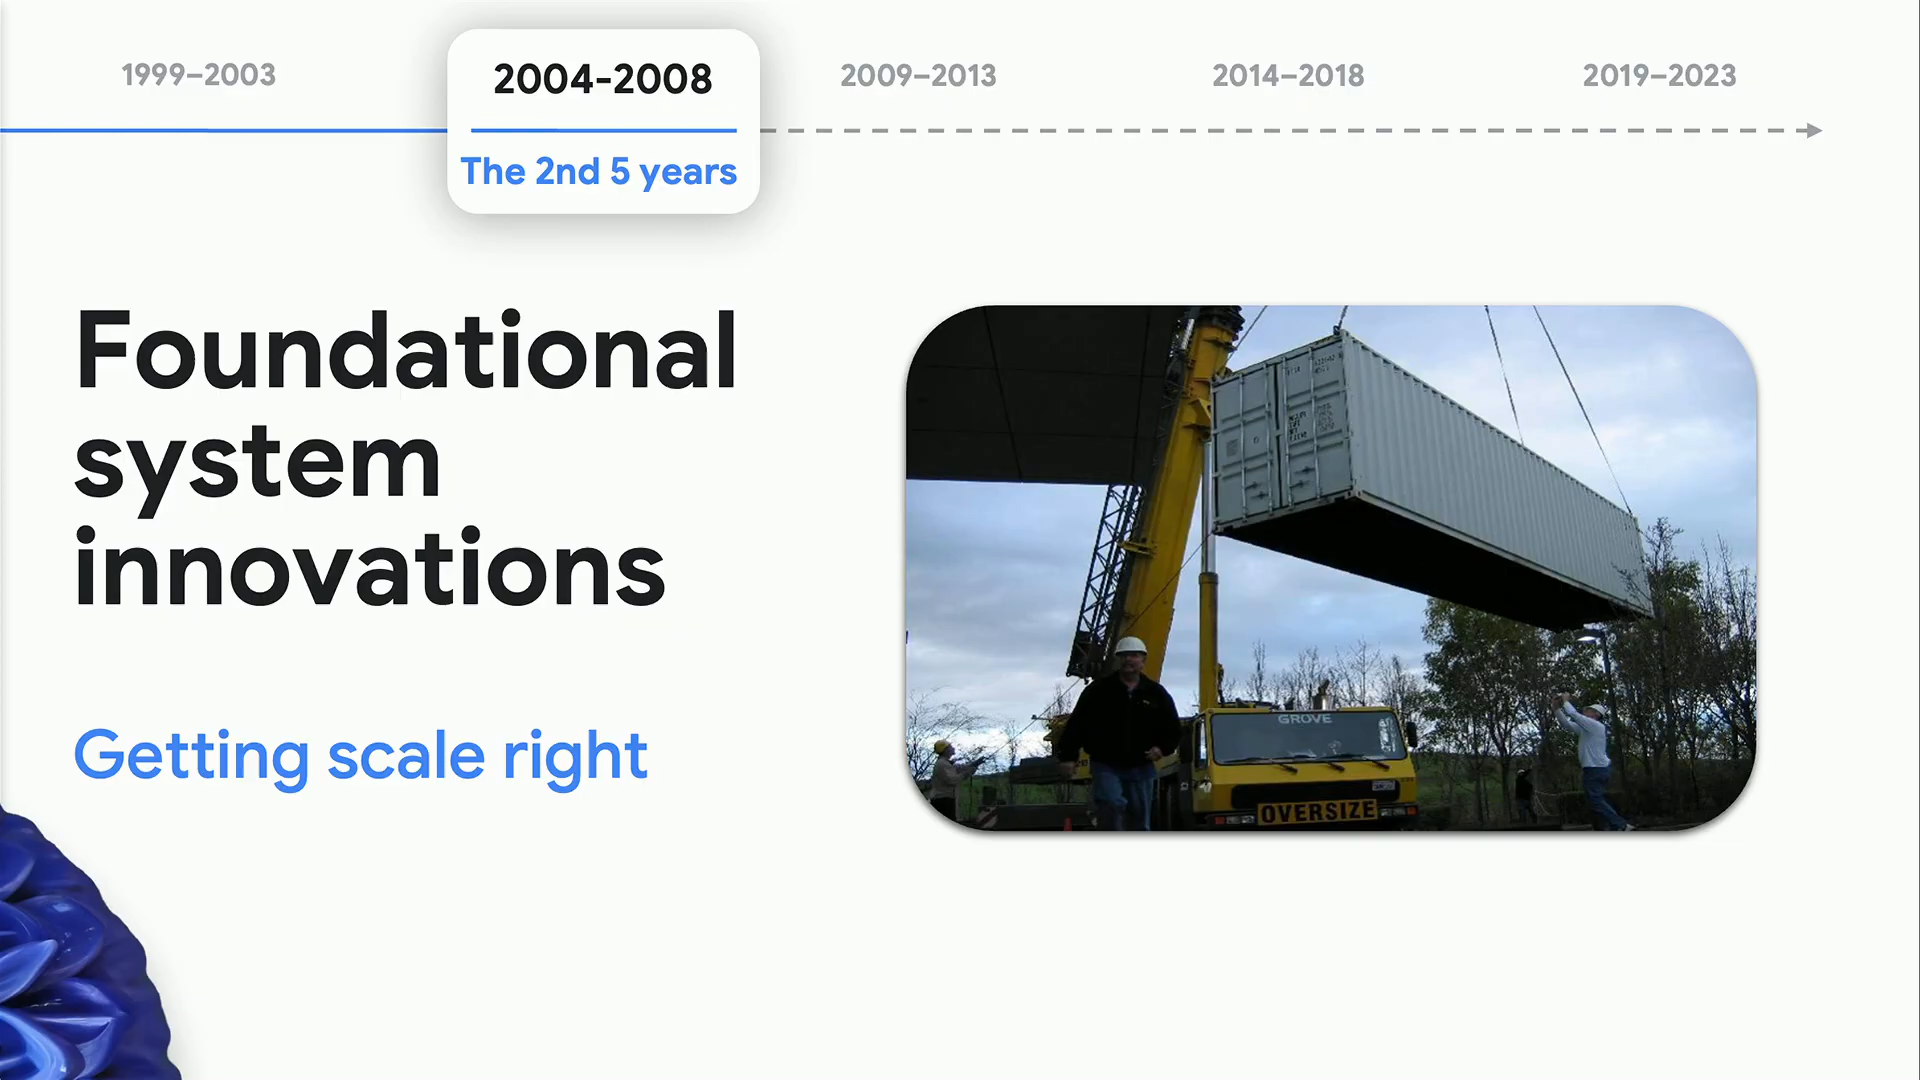 1999–2003
2004-2008
2009–2013
2014–2018
2019–2023
The 2nd 5 years
Foundational
system
innovations
Getting scale right
GROVE
OVERSIZE